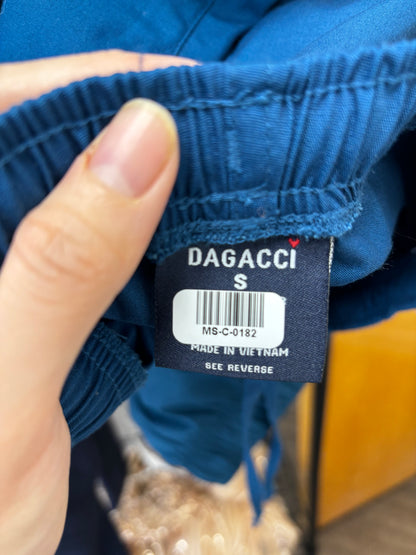 DAGACCi
S
MS-C-0182
MADE IN VIETNAM
SEE REVERSE